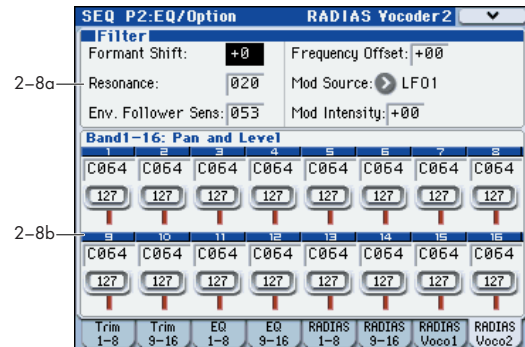 SEQ P2:EQ/Option RADIAS Vocoder2
Filter
Formant Shift: +0 Frequency Offset: +00
2-8a Resonance: 020 Mod Source: LFO1
Env. Follower Sens: 053 Mod Intensity: +00
Band1-16: Pan and Level
1 2 3 4 5 6 7 8
C064 C064 C064 C064 C064 C064 C064 C064
127 127 127 127 127 127 127 127
2-8b 9 10 11 12 13 14 15 16
C064 C064 C064 C064 C064 C064 C064 C064
127 127 127 127 127 127 127 127
Trim Trim EQ EQ RADIAS RADIAS RADIAS RADIAS
1-8 9-16 1-8 9-16 1-8 9-16 Voco1 Voco2